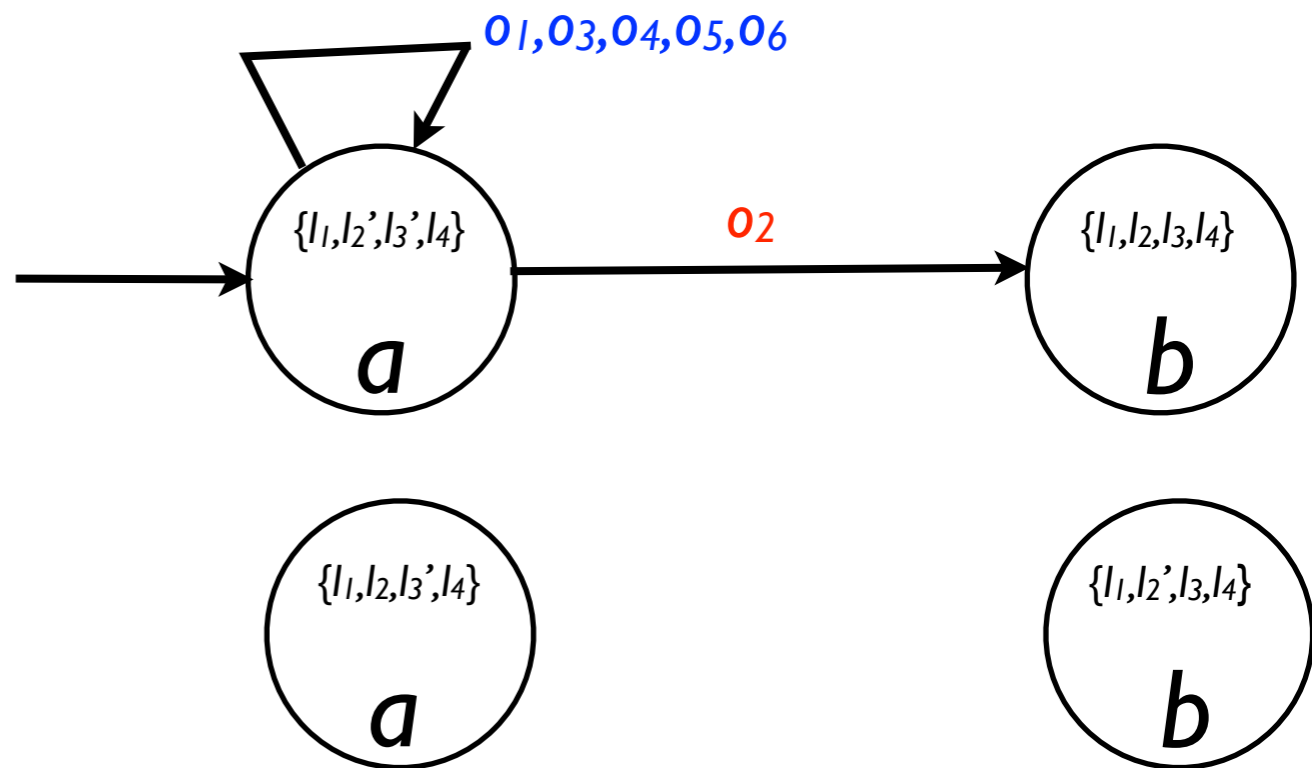 o1,o3,o4,o5,o6
{l1,l2’,l3’,l4}
a
o2
{l1,l2,l3,l4}
b
{l1,l2,l3’,l4}
a
{l1,l2’,l3,l4}
b